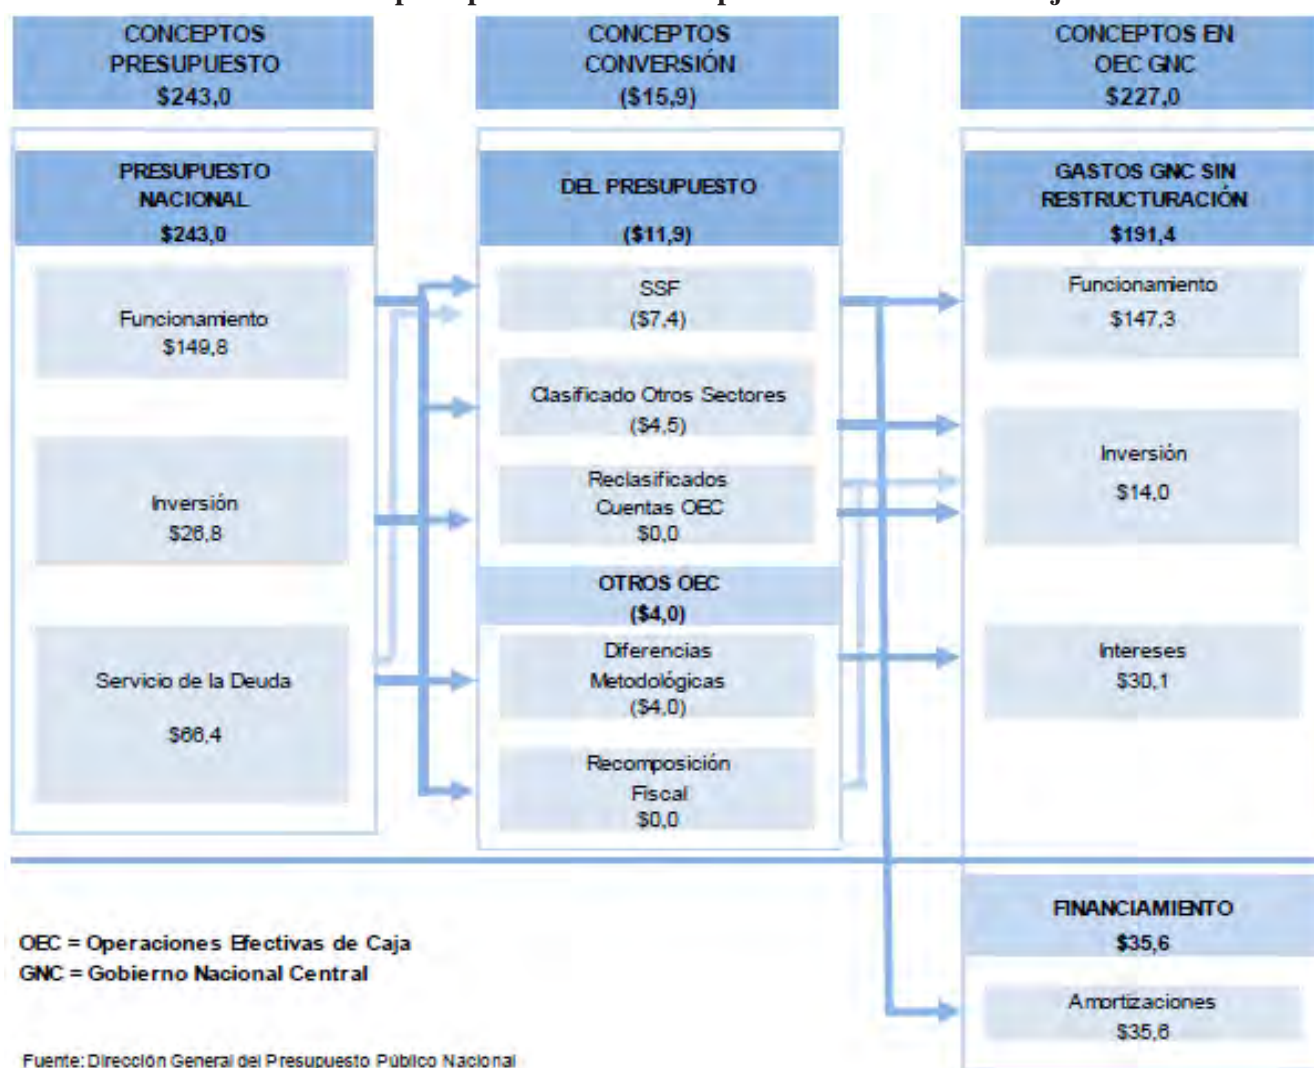 CONCEPTOS
PRESUPUESTO
$243,0
PRESUPUESTO
NACIONAL
$243,0
Funcionamiento
$149,8
Inversión
$26,8
Servicio de la Deuda
$66,4
CONCEPTOS
CONVERSIÓN
($15,9)
DEL PRESUPUESTO
($11,9)
SSF
($7,4)
Clasificado Otros Sectores
($4,5)
Reclasificados
Cuentas OEC
$0,0
OTROS OEC
($4,0)
Diferencias
Metodológicas
($4,0)
Recomposición
Fiscal
$0,0
CONCEPTOS EN
OEC GNC
$227,0
GASTOS GNC SIN
RESTRUCTURACIÓN
$191,4
Funcionamiento
$147,3
Inversión
$14,0
Intereses
$30,1
FINANCIAMIENTO
$35,6
Amortizaciones
$35,6
OEC = Operaciones Efectivas de Caja
GNC = Gobierno Nacional Central
Fuente: Dirección General del Presupuesto Público Nacional